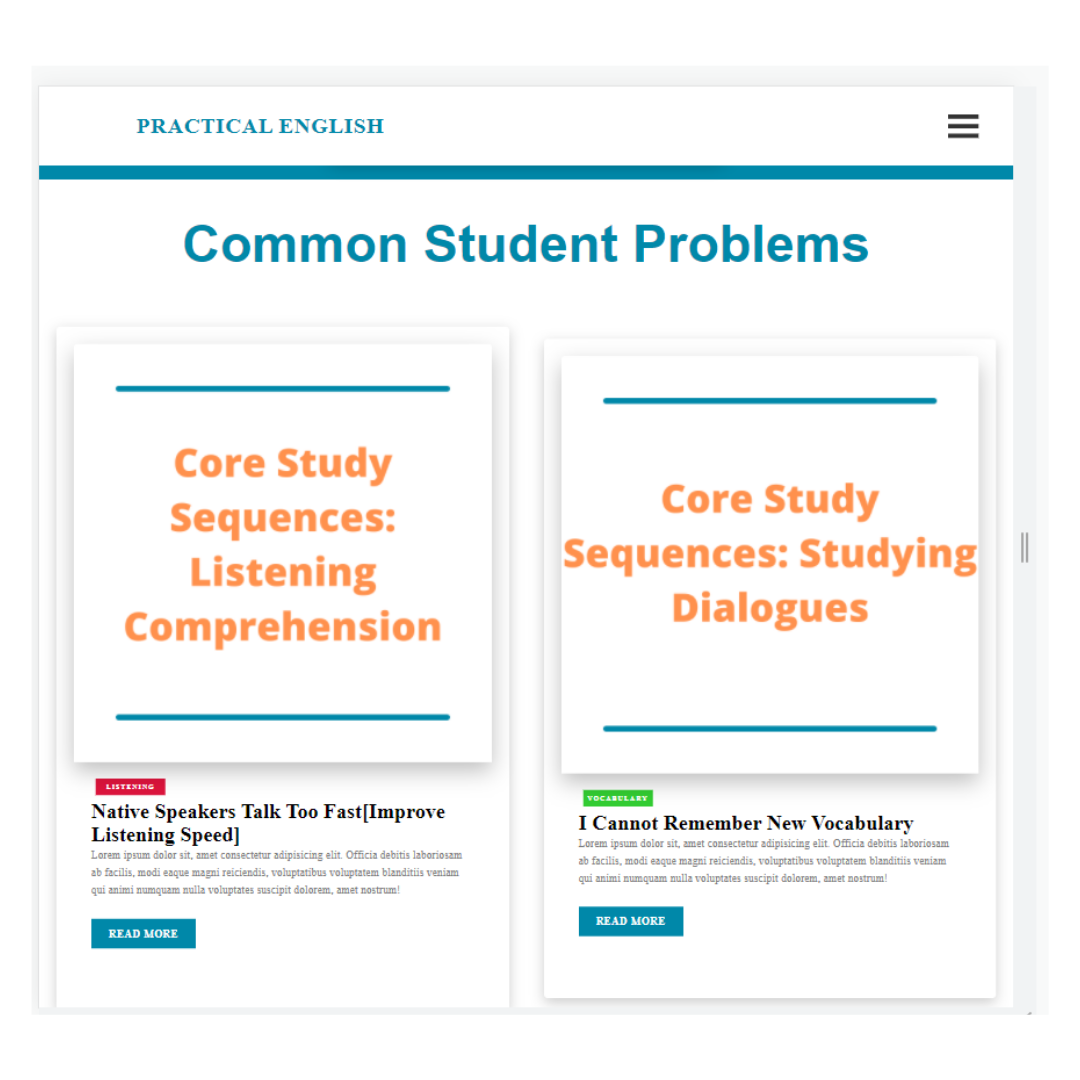 PRACTICAL ENGLISH
Common Student Problems
Core Study
Sequences:
Listening
Comprehension
LISTENING
Native Speakers Talk Too Fast[Improve
Listening Speed]
Lorem ipsum dolor sit, amet consectetur adipisicing elit. Officia debitis laboriosam
ab facilis, modi eaque magni reiciendis, voluptatibus voluptatem blanditiis veniam
qui animi numquam nulla voluptates suscipit dolorem, amet nostrum!
READ MORE
Core Study
Sequences: Studying
Dialogues
VOCABULARY
I Cannot Remember New Vocabulary
Lorem ipsum dolor sit, amet consectetur adipisicing elit. Officia debitis laboriosam
ab facilis, modi eaque magni reiciendis, voluptatibus voluptatem blanditiis veniam
qui animi numquam nulla voluptates suscipit dolorem, amet nostrum!
READ MORE